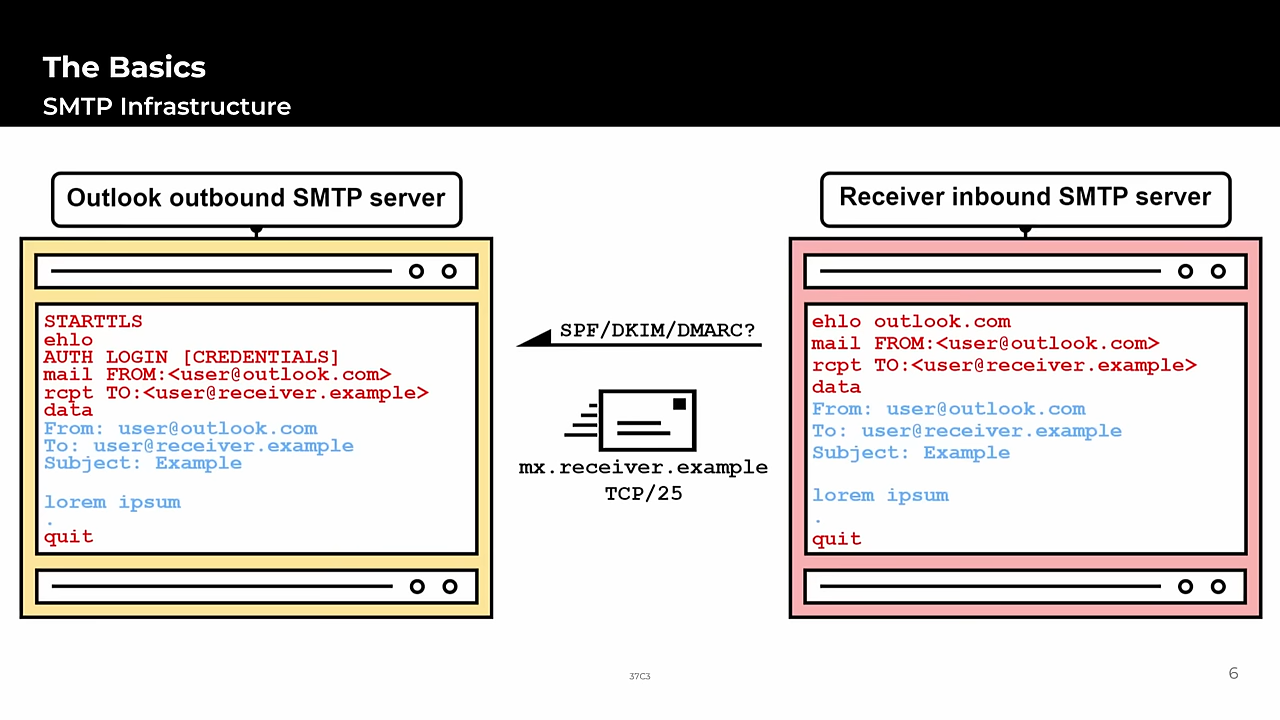 The Basics
SMTP Infrastructure
Outlook outbound SMTP server
STARTTLS
ehlo
AUTH LOGIN [CREDENTIALS]
mail FROM:<user@outlook.com>
rcpt TO:<user@receiver.example>
data
From: user@outlook.com
To: user@receiver.example
Subject: Example
lorem ipsum
.
quit
SPF/DKIM/DMARC?
mx.receiver.example
TCP/25
Receiver inbound SMTP server
ehlo outlook.com
mail FROM:<user@outlook.com>
rcpt TO:<user@receiver.example>
data
From: user@outlook.com
To: user@receiver.example
Subject: Example
lorem ipsum
.
quit
37C3
6